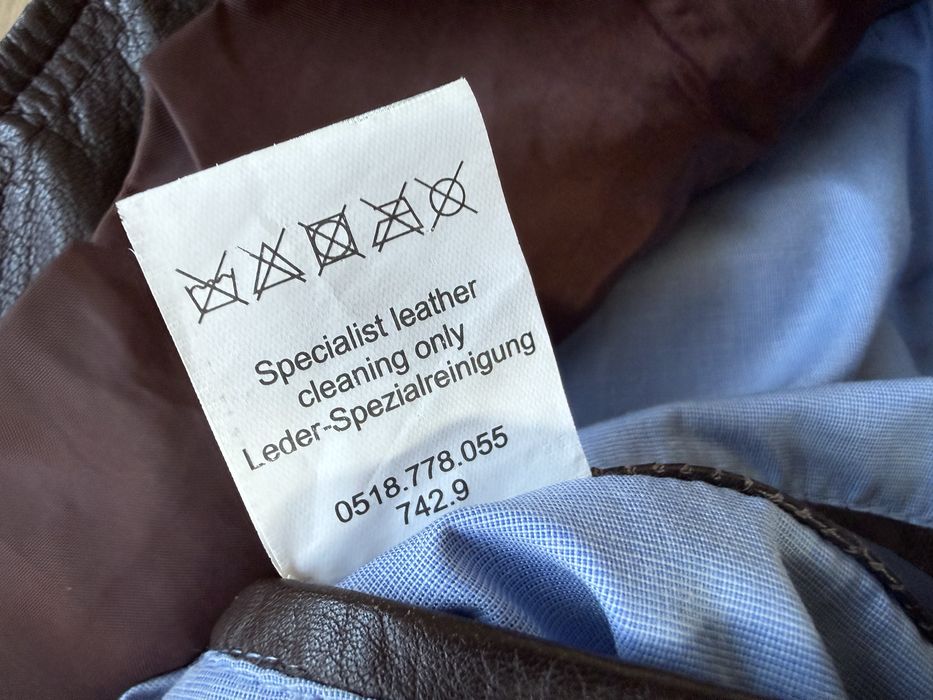 Specialist leather
cleaning only
Leder-Spezialreinigung
0518.778.055
742.9